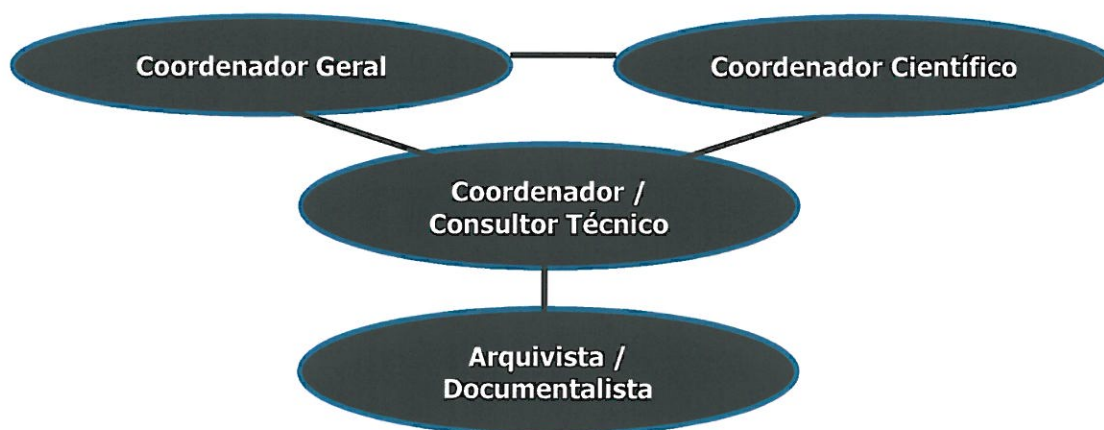 Coordenador Geral
Coordenador Científico
Coordenador /
Consultor Técnico
Arquivista /
Documentalista